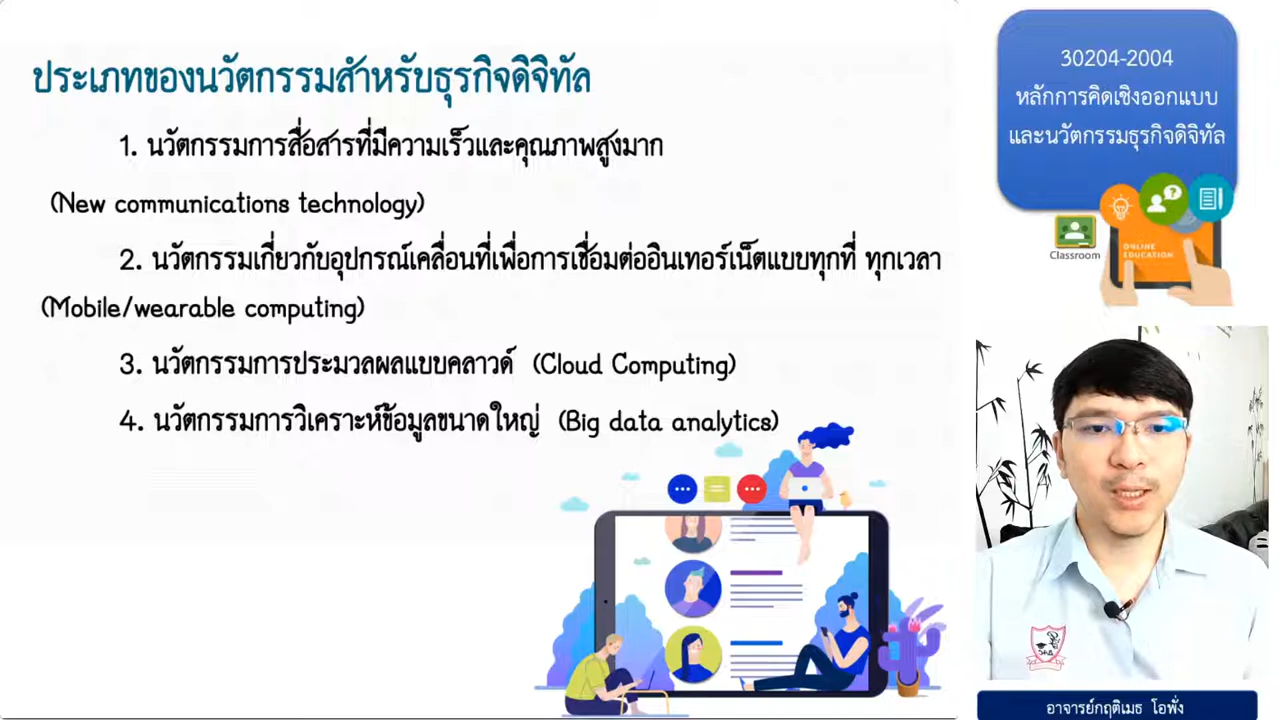 ประเภทของนวัตกรรมสำหรับธุรกิจดิจิทัล
1. นวัตกรรมการสื่อสารที่มีความเร็วและคุณภาพสูงมาก
(New communications technology)
2. นวัตกรรมเกี่ยวกับอุปกรณ์เคลื่อนที่เพื่อการเชื่อมต่ออินเทอร์เน็ตแบบทุกที่ ทุกเวลา
(Mobile/wearable computing)
3. นวัตกรรมการประมวลผลแบบคลาวด์ (Cloud Computing)
4. นวัตกรรมการวิเคราะห์ข้อมูลขนาดใหญ่ (Big data analytics)
30204-2004
หลักการคิดเชิงออกแบบ
และนวัตกรรมธุรกิจดิจิทัล
Classroom
ONLINE
EDUCATION
อาจารย์กฤติเมธ โอพั่ง